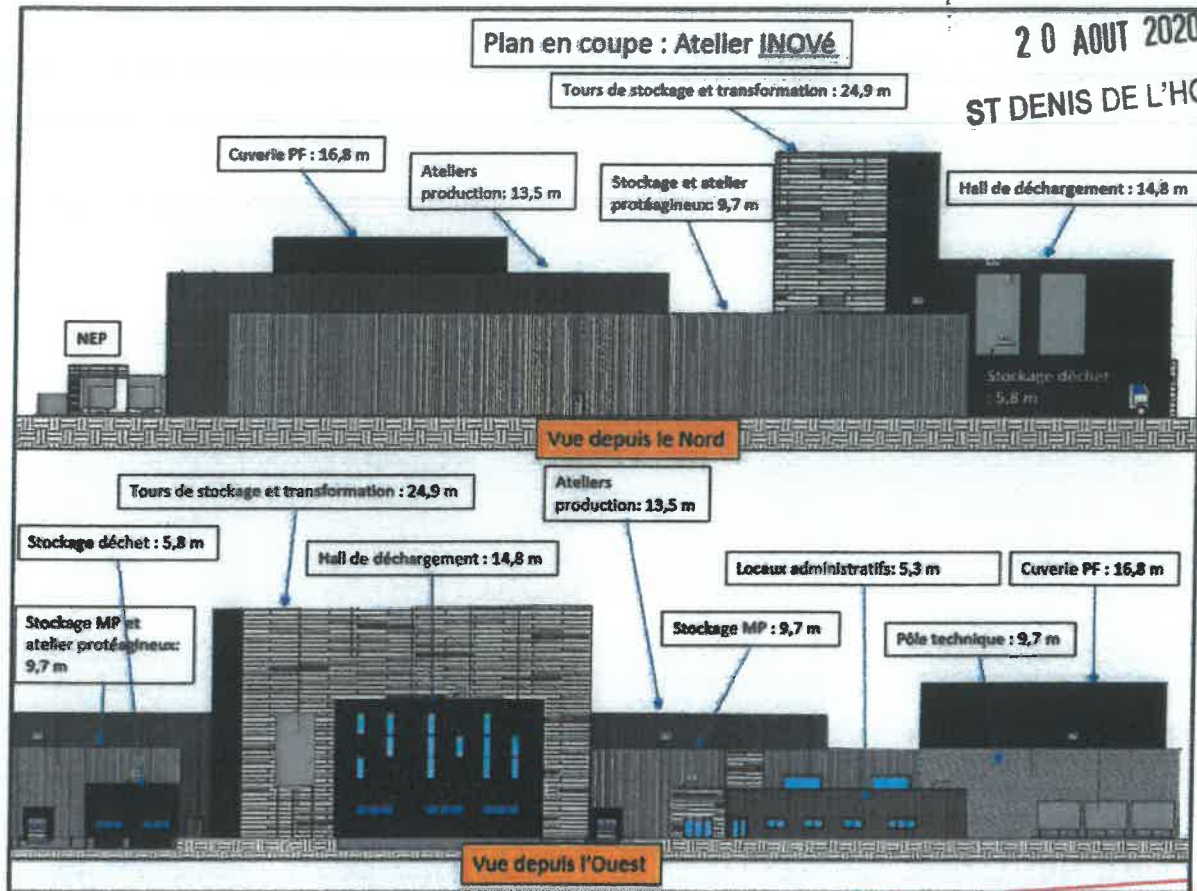 Plan en coupe : Atelier INOVé
20 AOUT 2020
ST DENIS DE L'HO
Tours de stockage et transformation : 24,9 m
Cuverie PF : 16,8 m
Ateliers
production: 13,5 m
Stockage et atelier
protéagineux: 9,7 m
Hall de déchargement : 14,8 m
NEP
Stockage déchet
: 5,8 m
Vue depuis le Nord
Tours de stockage et transformation : 24,9 m
Ateliers
production: 13,5 m
Stockage déchet : 5,8 m
Hall de déchargement : 14,8 m
Locaux administratifs: 5,3 m
Cuverie PF : 16,8 m
Stockage MP et
atelier protéagineux:
9,7 m
Stockage MP : 9,7 m
Pôle technique : 9,7 m
Vue depuis l'Ouest